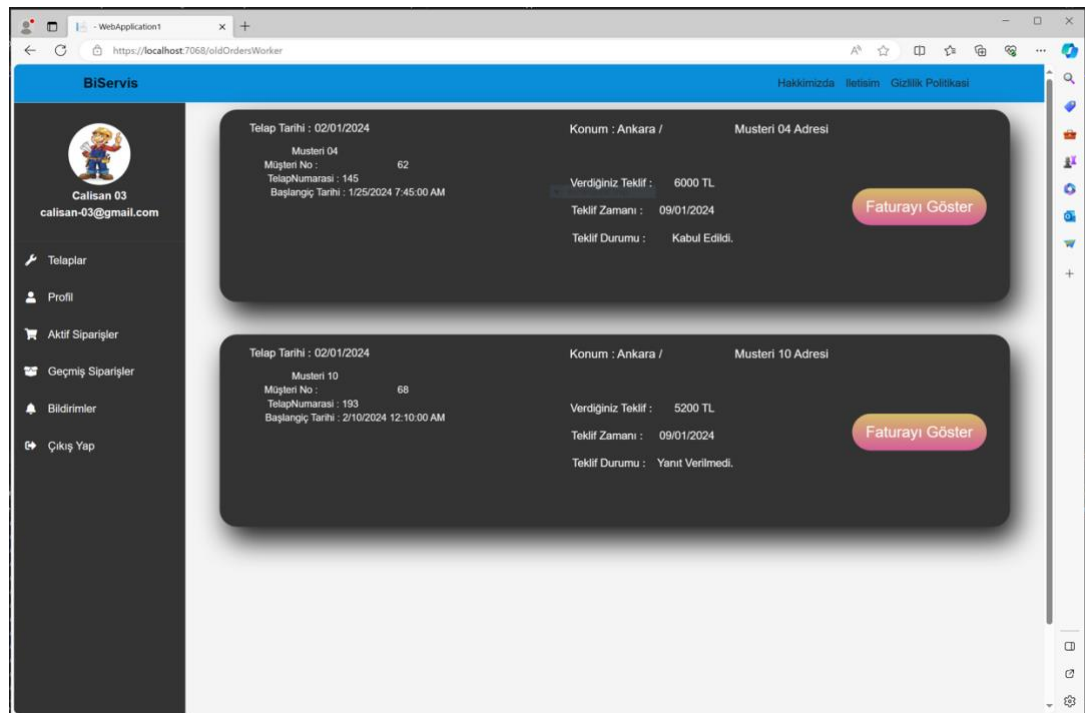 - WebApplication1
https://localhost:7068/oldOrdersWorker
BiServis
Hakkimizda Iletisim Gizlilik Politikasi
Calisan 03
calisan-03@gmail.com
Telaplar
Profil
Aktif Siparişler
Geçmiş Siparişler
Bildirimler
Çıkış Yap
Telap Tarihi : 02/01/2024
Musteri 04
Müşteri No : 62
TelapNumarasi : 145
Başlangiç Tarihi : 1/25/2024 7:45:00 AM
Konum : Ankara / Musteri 04 Adresi
Verdiğiniz Teklif : 6000 TL
Teklif Zamanı : 09/01/2024
Teklif Durumu : Kabul Edildi.
Faturayı Göster
Telap Tarihi : 02/01/2024
Musteri 10
Müşteri No : 68
TelapNumarasi : 193
Başlangiç Tarihi : 2/10/2024 12:10:00 AM
Konum : Ankara / Musteri 10 Adresi
Verdiğiniz Teklif : 5200 TL
Teklif Zamanı : 09/01/2024
Teklif Durumu : Yanıt Verilmedi.
Faturayı Göster